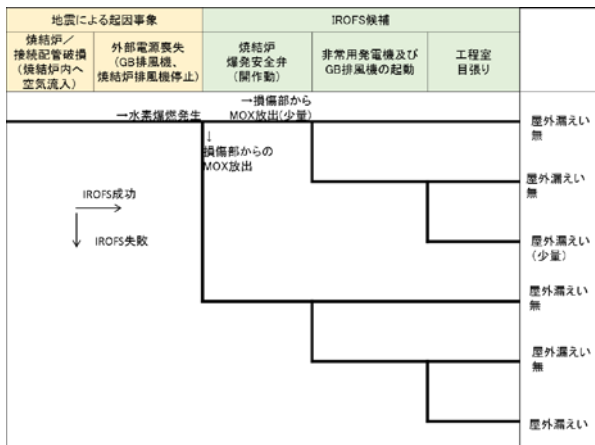 地震による起因事象
IROFS候補
焼結炉／
接続配管破損
(焼結炉内へ
空気流入)
外部電源喪失
(GB排風機、
焼結炉排風機停止)
焼結炉
爆発安全弁
(開作動)
非常用発電機及び
GB排風機の起動
工程室
目張り
→水素爆燃発生
→損傷部から
MOX放出(少量)
↓
損傷部からの
MOX放出
IROFS成功
IROFS失敗
屋外漏えい
無
屋外漏えい
無
屋外漏えい
(少量)
屋外漏えい
無
屋外漏えい
無
屋外漏えい